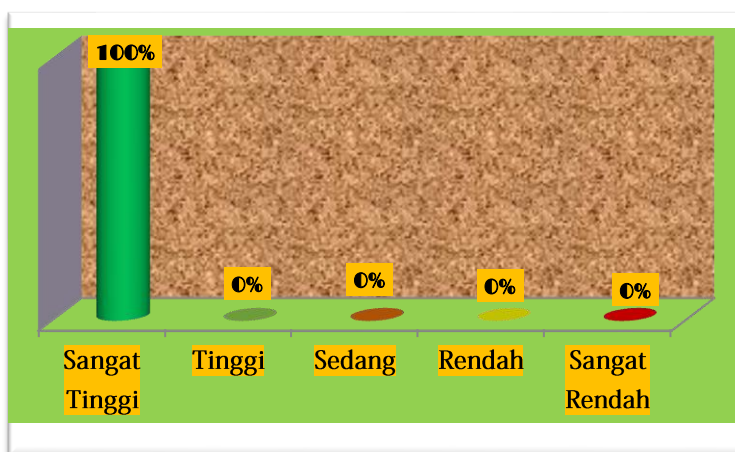 100%
0%
0%
0%
0%
Sangat
Tinggi
Tinggi
Sedang
Rendah
Sangat
Rendah